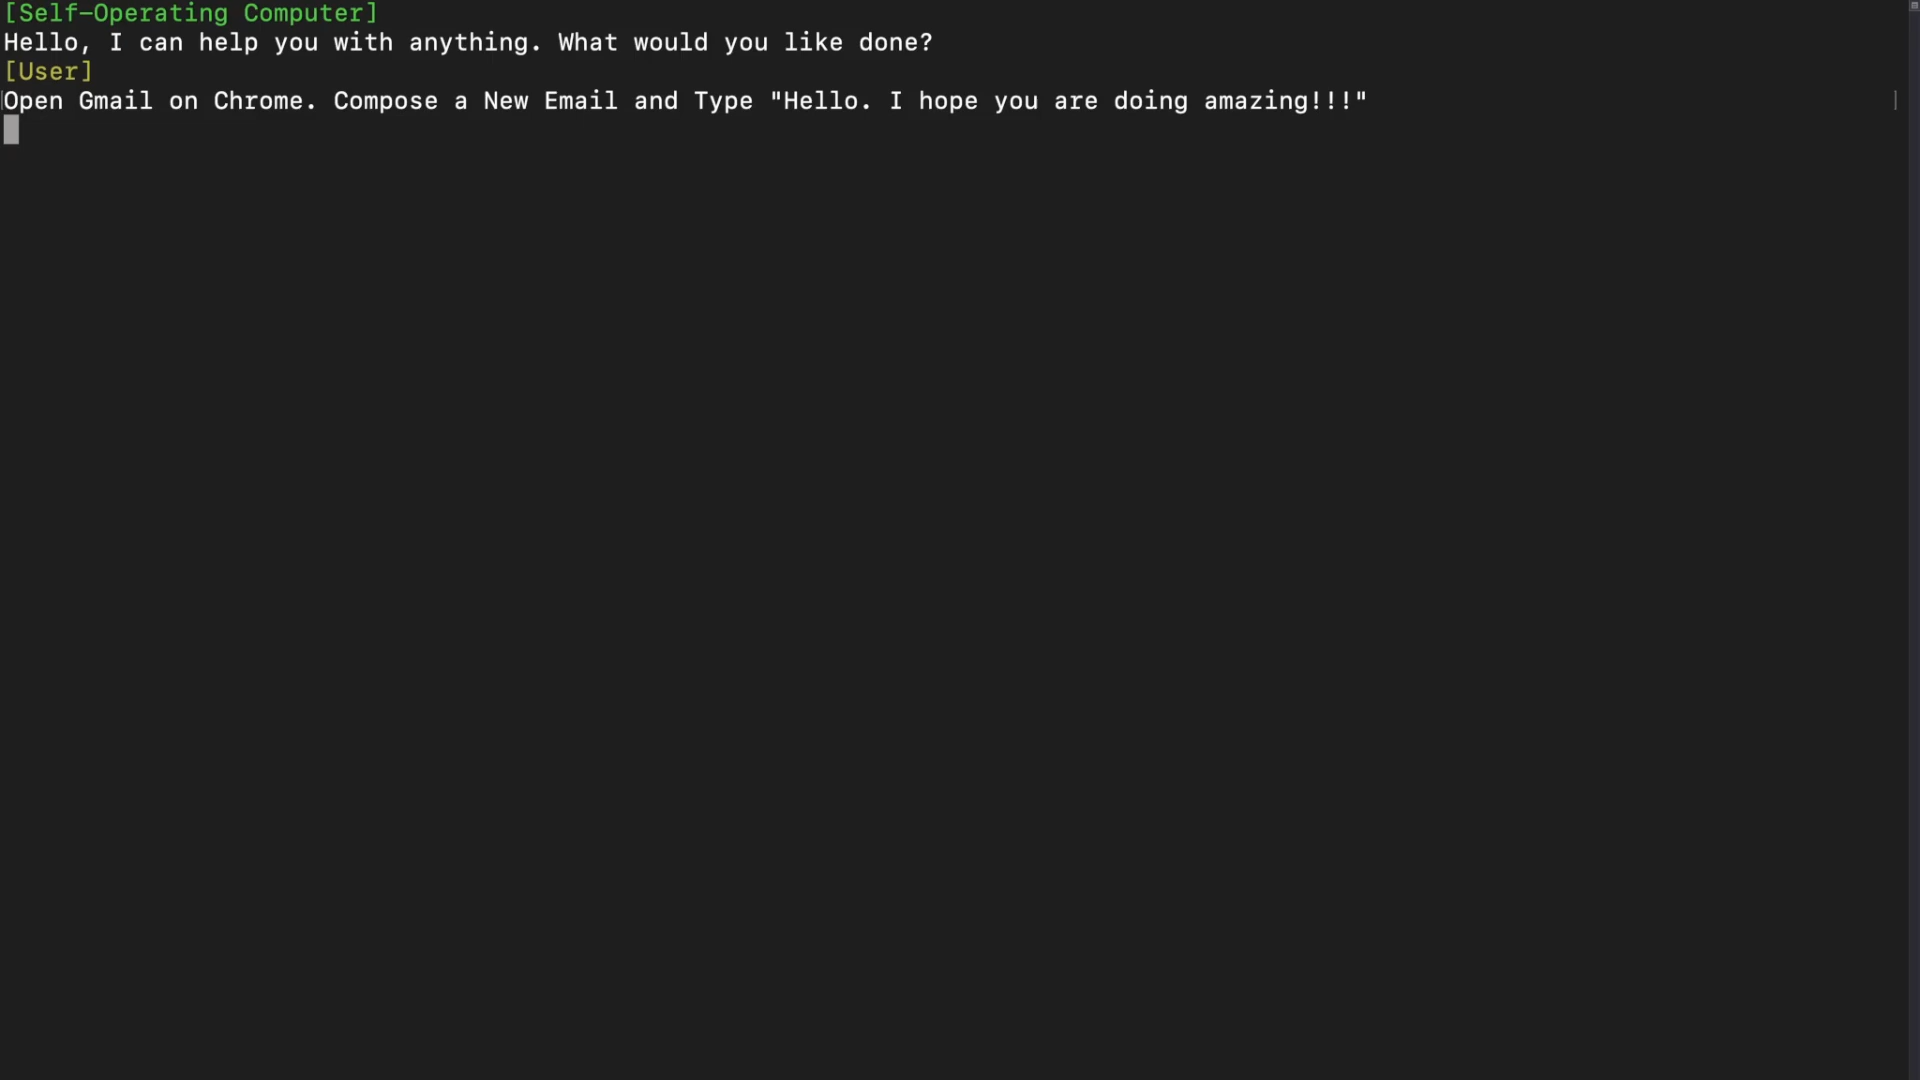 [Self-Operating Computer]
Hello, I can help you with anything. What would you like done?
[User]
Open Gmail on Chrome. Compose a New Email and Type "Hello. I hope you are doing amazing!!!"